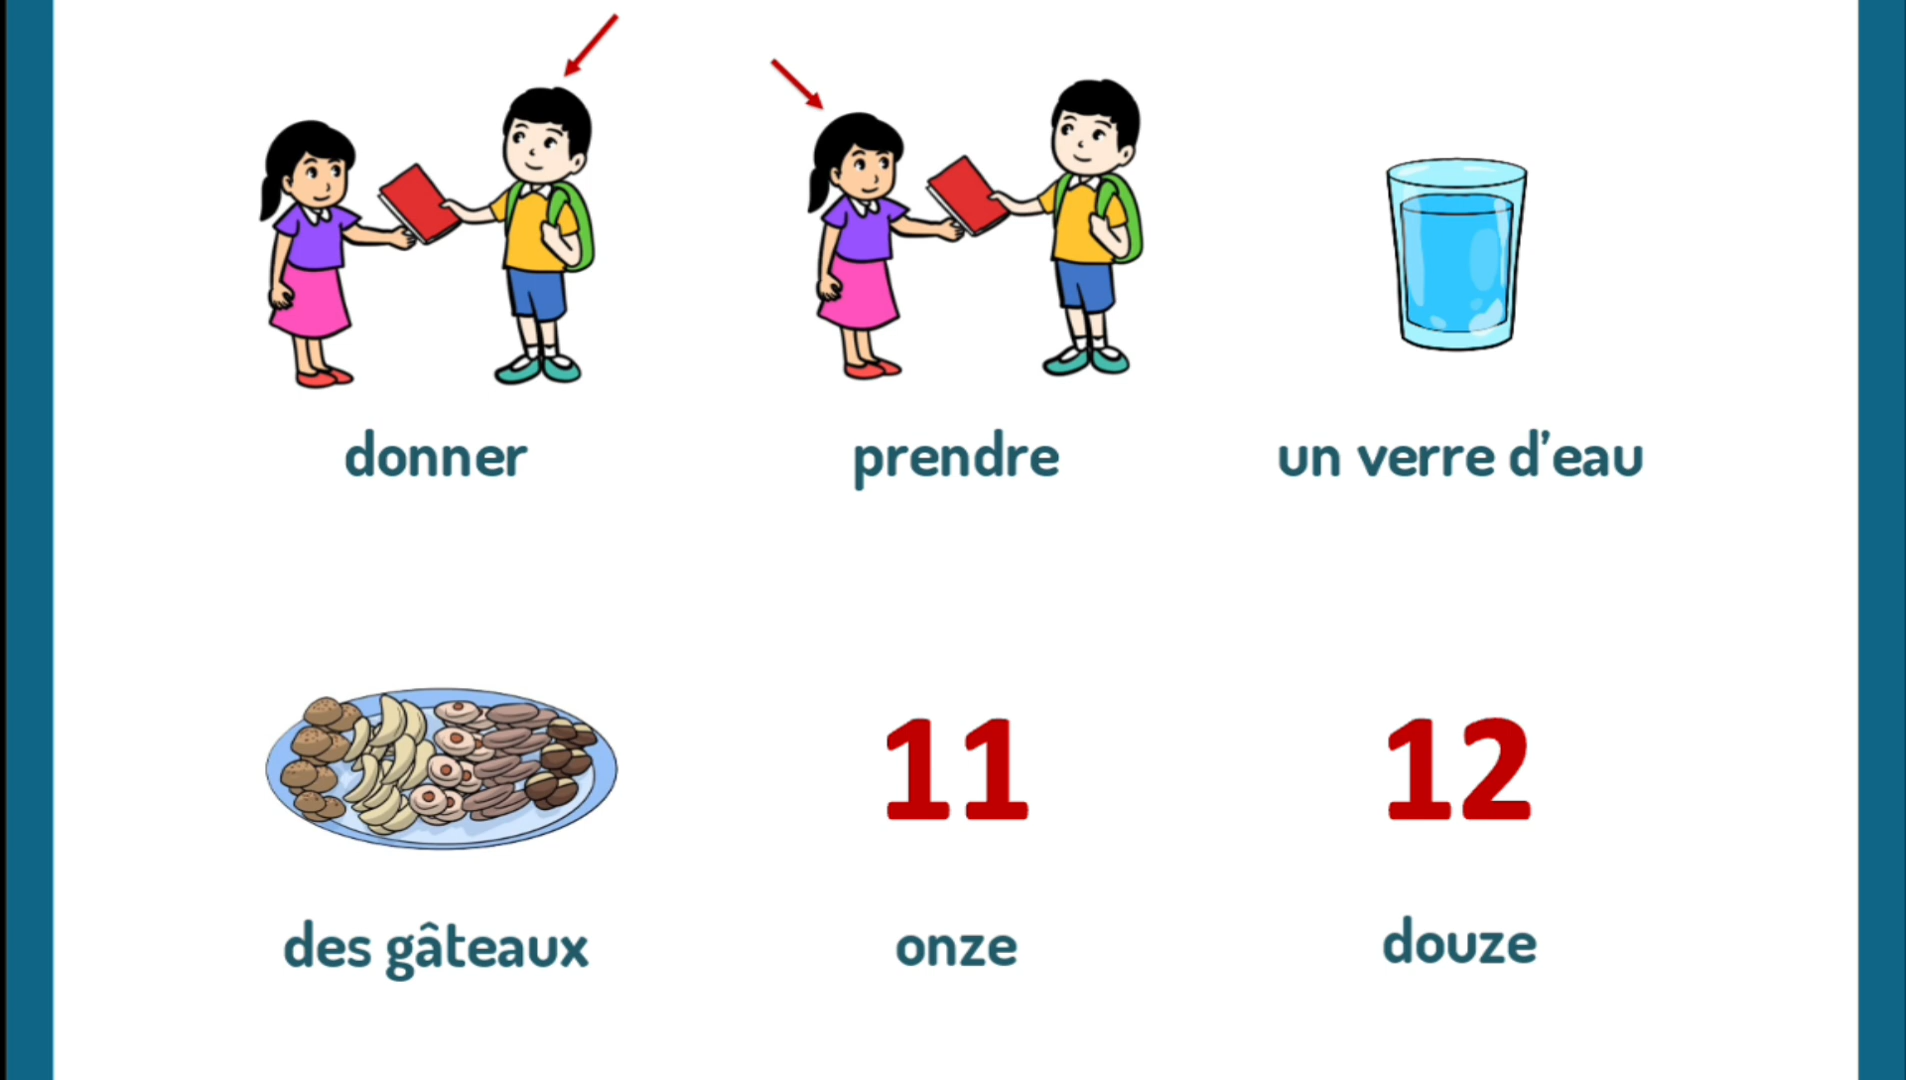 donner
prendre
un verre d'eau
11
12
des gâteaux
onze
douze